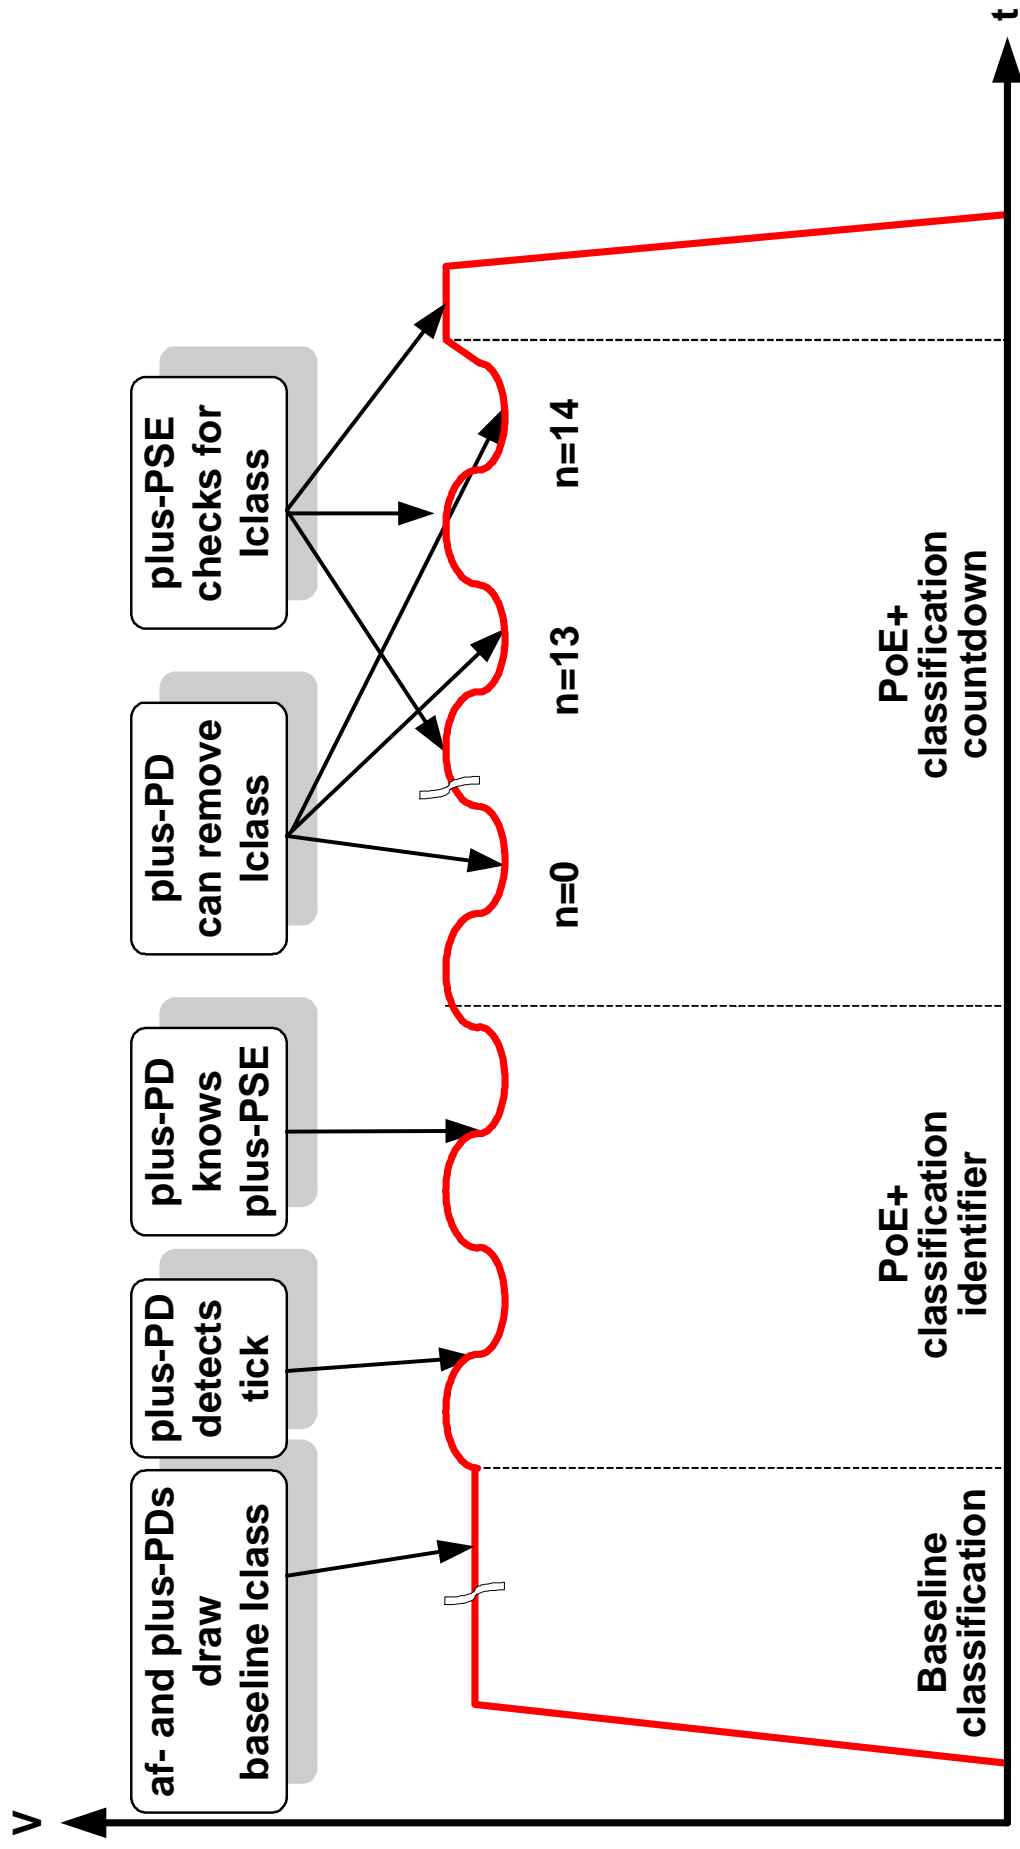 V
af- and plus-PDs
draw
baseline Iclass
plus-PD
detects
tick
plus-PD
knows
plus-PSE
plus-PD
can remove
Iclass
plus-PSE
checks for
Iclass
n=0
n=13
n=14
Baseline
classification
PoE+
classification
identifier
PoE+
classification
countdown
t